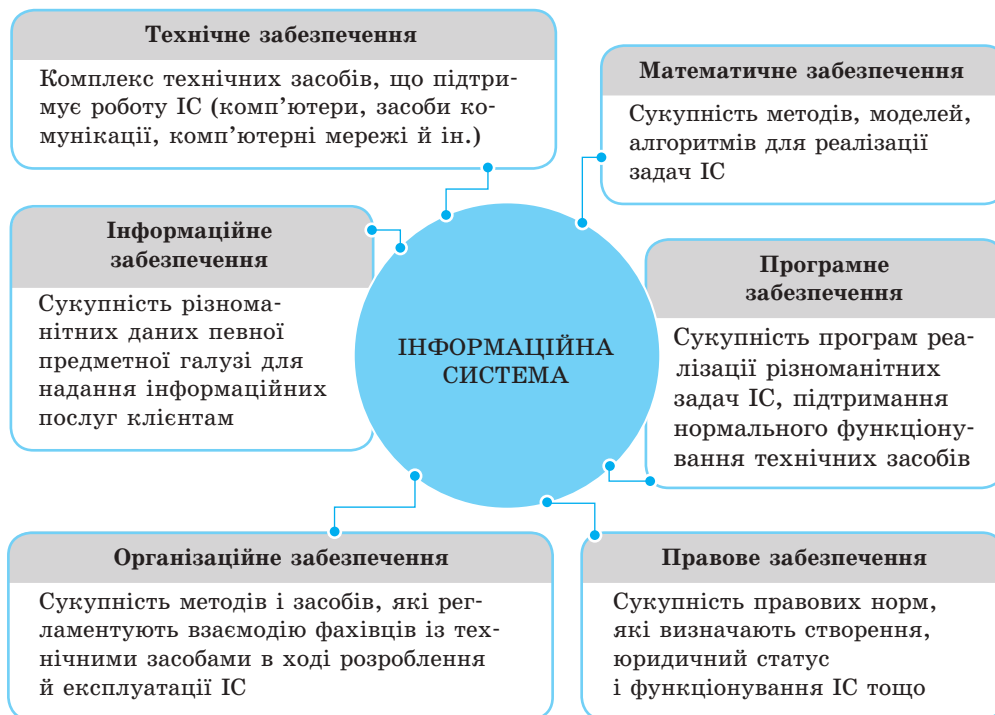 Технічне забезпечення
Комплекс технічних засобів, що підтри-
мує роботу ІС (комп’ютери, засоби ко-
мунікації, комп’ютерні мережі й ін.)
Математичне забезпечення
Сукупність методів, моделей,
алгоритмів для реалізації
задач ІС
Інформаційне
забезпечення
Сукупність різнома-
нітних даних певної
предметної галузі для
надання інформаційних
послуг клієнтам
ІНФОРМАЦІЙНА
СИСТЕМА
Програмне
забезпечення
Сукупність програм реа-
лізації різноманітних
задач ІС, підтримання
нормального функціону-
вання технічних засобів
Організаційне забезпечення
Сукупність методів і засобів, які рег-
ламентують взаємодію фахівців із тех-
нічними засобами в ході розроблення
й експлуатації ІС
Правове забезпечення
Сукупність правових норм,
які визначають створення,
юридичний статус
і функціонування ІС тощо